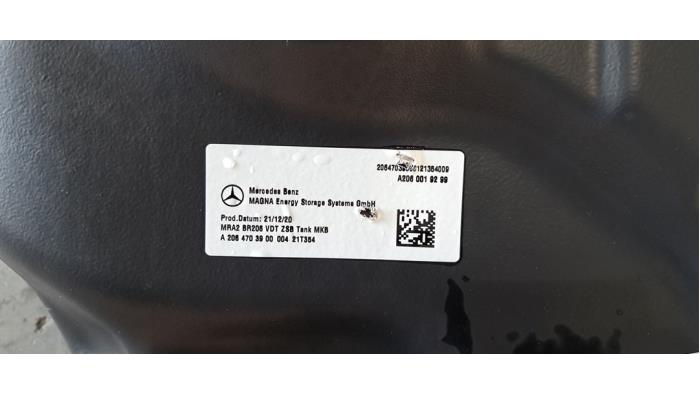 A206 001 92 99
Mercedes Benz
MAGNA Energy Storage Systems GmbH
Prod.Datum: 21/12/20
MRA2 BR206 VDT ZSB Tank MKB
A 206 470 39 00 004 21T354